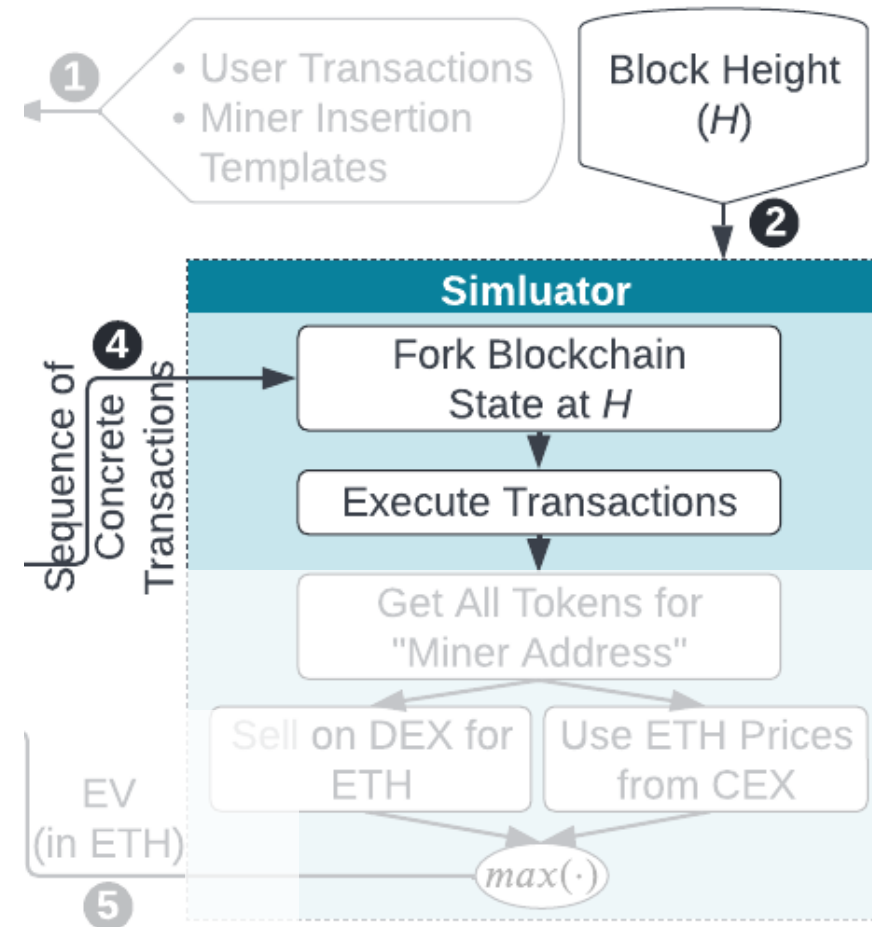 1
• User Transactions
• Miner Insertion
Templates
Block Height
(H)
2
Simluator
4
Sequence of
Concrete
Transactions
Fork Blockchain
State at H
Execute Transactions
Get All Tokens for
"Miner Address"
Sell on DEX for
ETH
Use ETH Prices
from CEX
EV
(in ETH)
max(·)
5